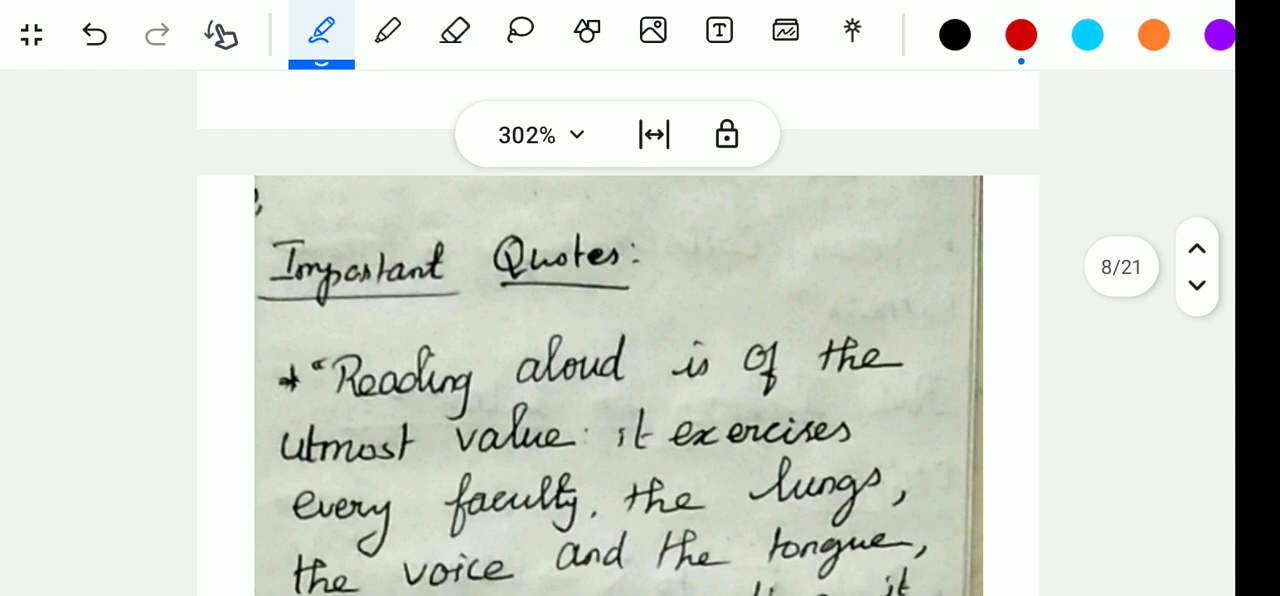 302%
8/21
Important Quotes:
* "Reading aloud is of the
utmost value: it exercises
every faculty, the lungs,
the voice and the tongue,
it